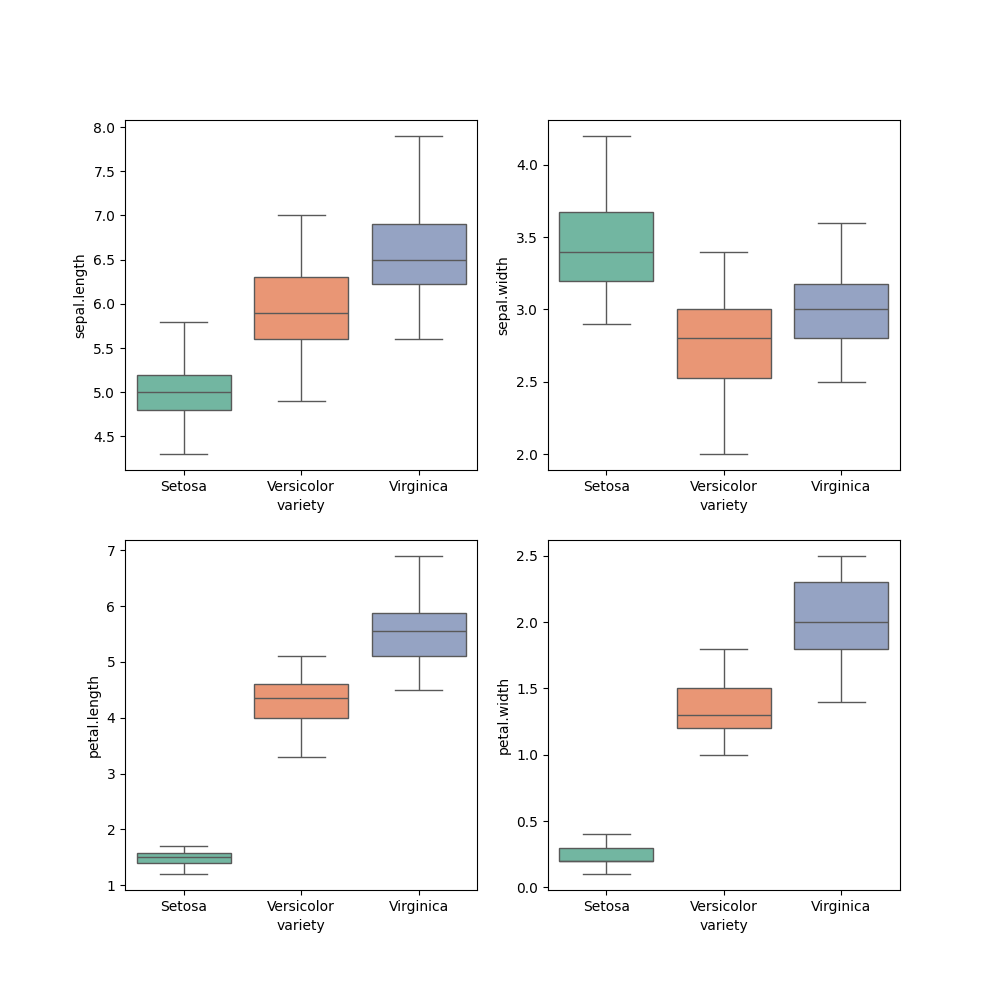 8.0
7.5
7.0
6.5
6.0
5.5
5.0
4.5
sepal.length
Setosa Versicolor Virginica
variety
4.0
3.5
3.0
2.5
2.0
sepal.width
Setosa Versicolor Virginica
variety
7
6
5
4
3
2
1
petal.length
Setosa Versicolor Virginica
variety
2.5
2.0
1.5
1.0
0.5
0.0
petal.width
Setosa Versicolor Virginica
variety